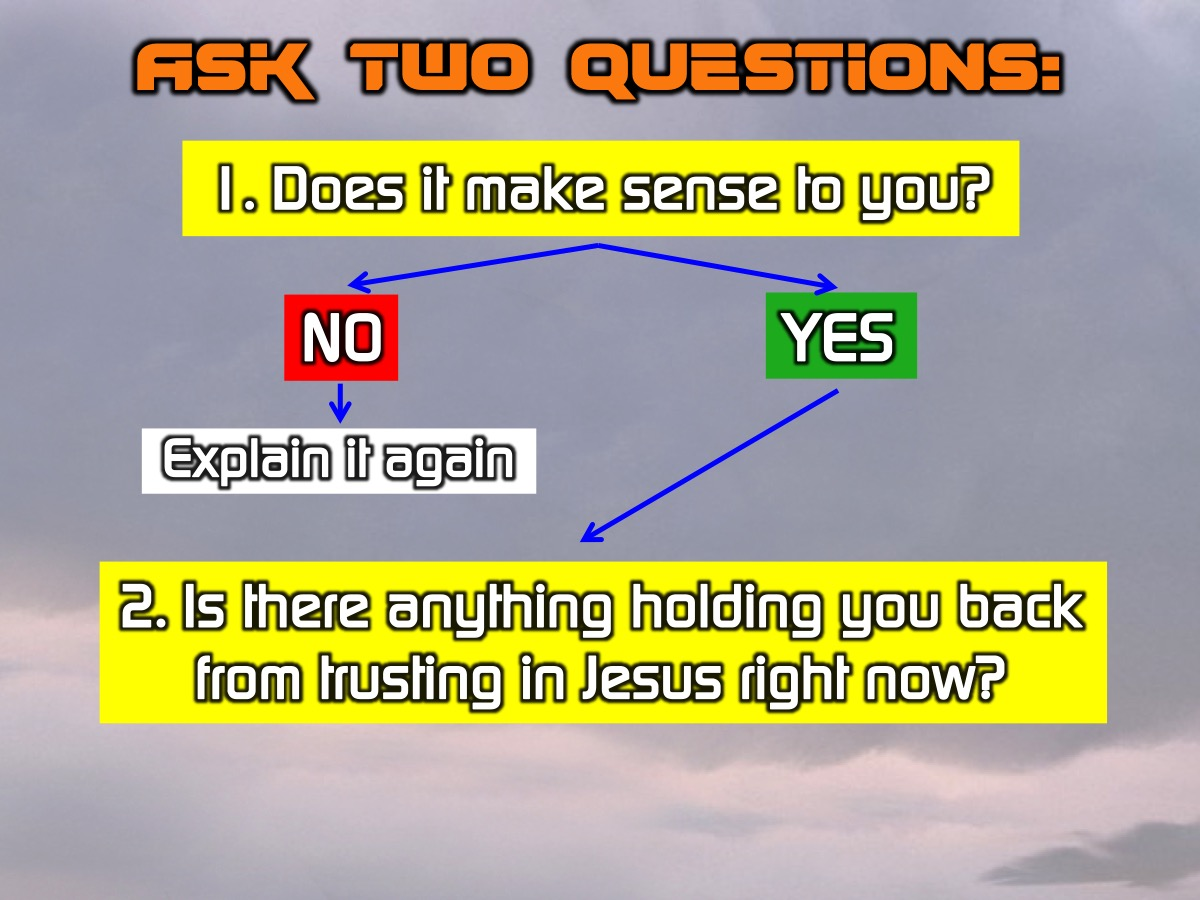 ASK TWO QUESTIONS:
1. Does it make sense to you?
NO
YES
Explain it again
2. Is there anything holding you back
from trusting in Jesus right now?